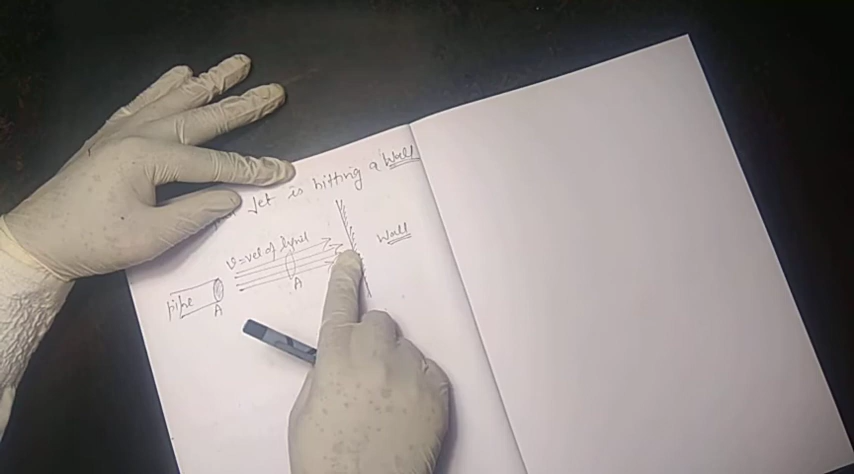 Jet is hitting a Wall
v = vel of liquid
Wall
pipe
A
A